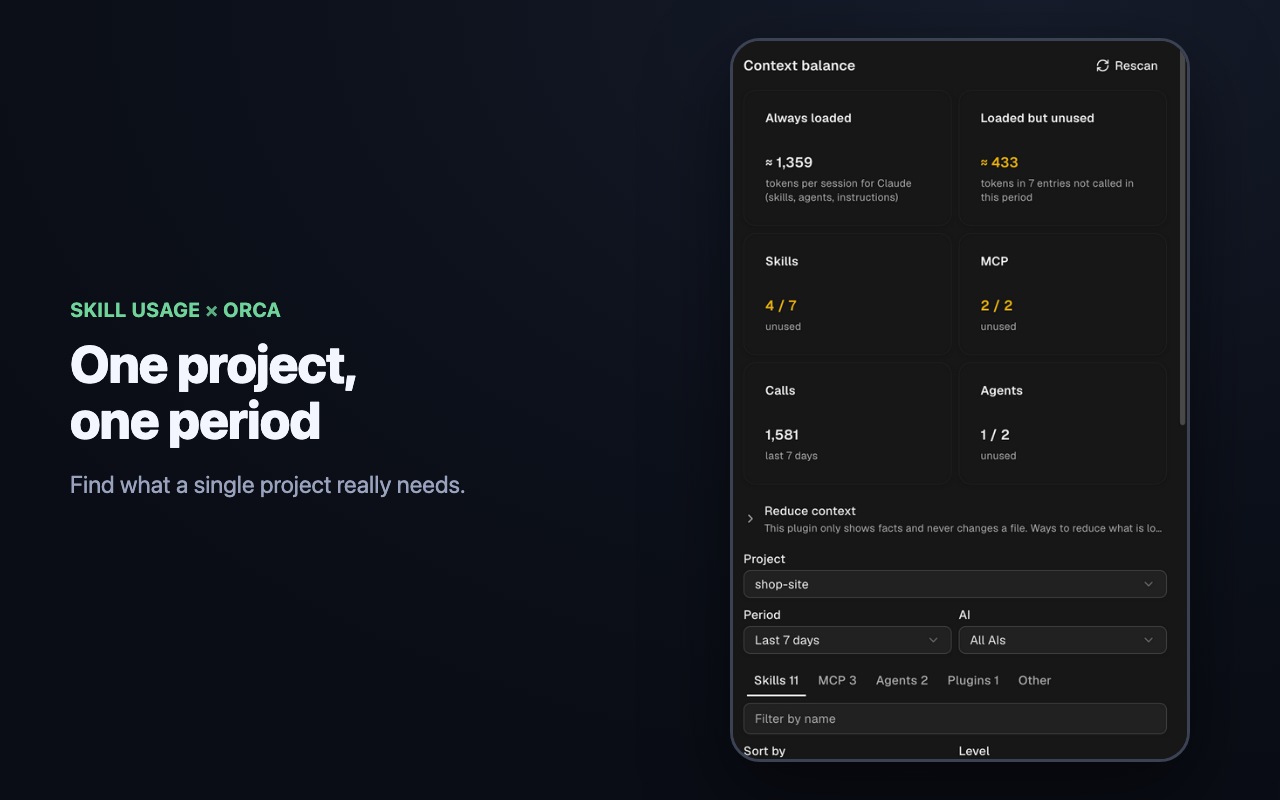 SKILL USAGE × ORCA
One project,
one period
Find what a single project really needs.
Context balance
Rescan
Always loaded
≈ 1,359
tokens per session for Claude
(skills, agents, instructions)
Loaded but unused
≈ 433
tokens in 7 entries not called in
this period
Skills
4 / 7
unused
MCP
2 / 2
unused
Calls
1,581
last 7 days
Agents
1 / 2
unused
Reduce context
This plugin only shows facts and never changes a file. Ways to reduce what is lo…
Project
shop-site
Period
Last 7 days
AI
All AIs
Skills 11
MCP 3
Agents 2
Plugins 1
Other
Filter by name
Sort by
Level